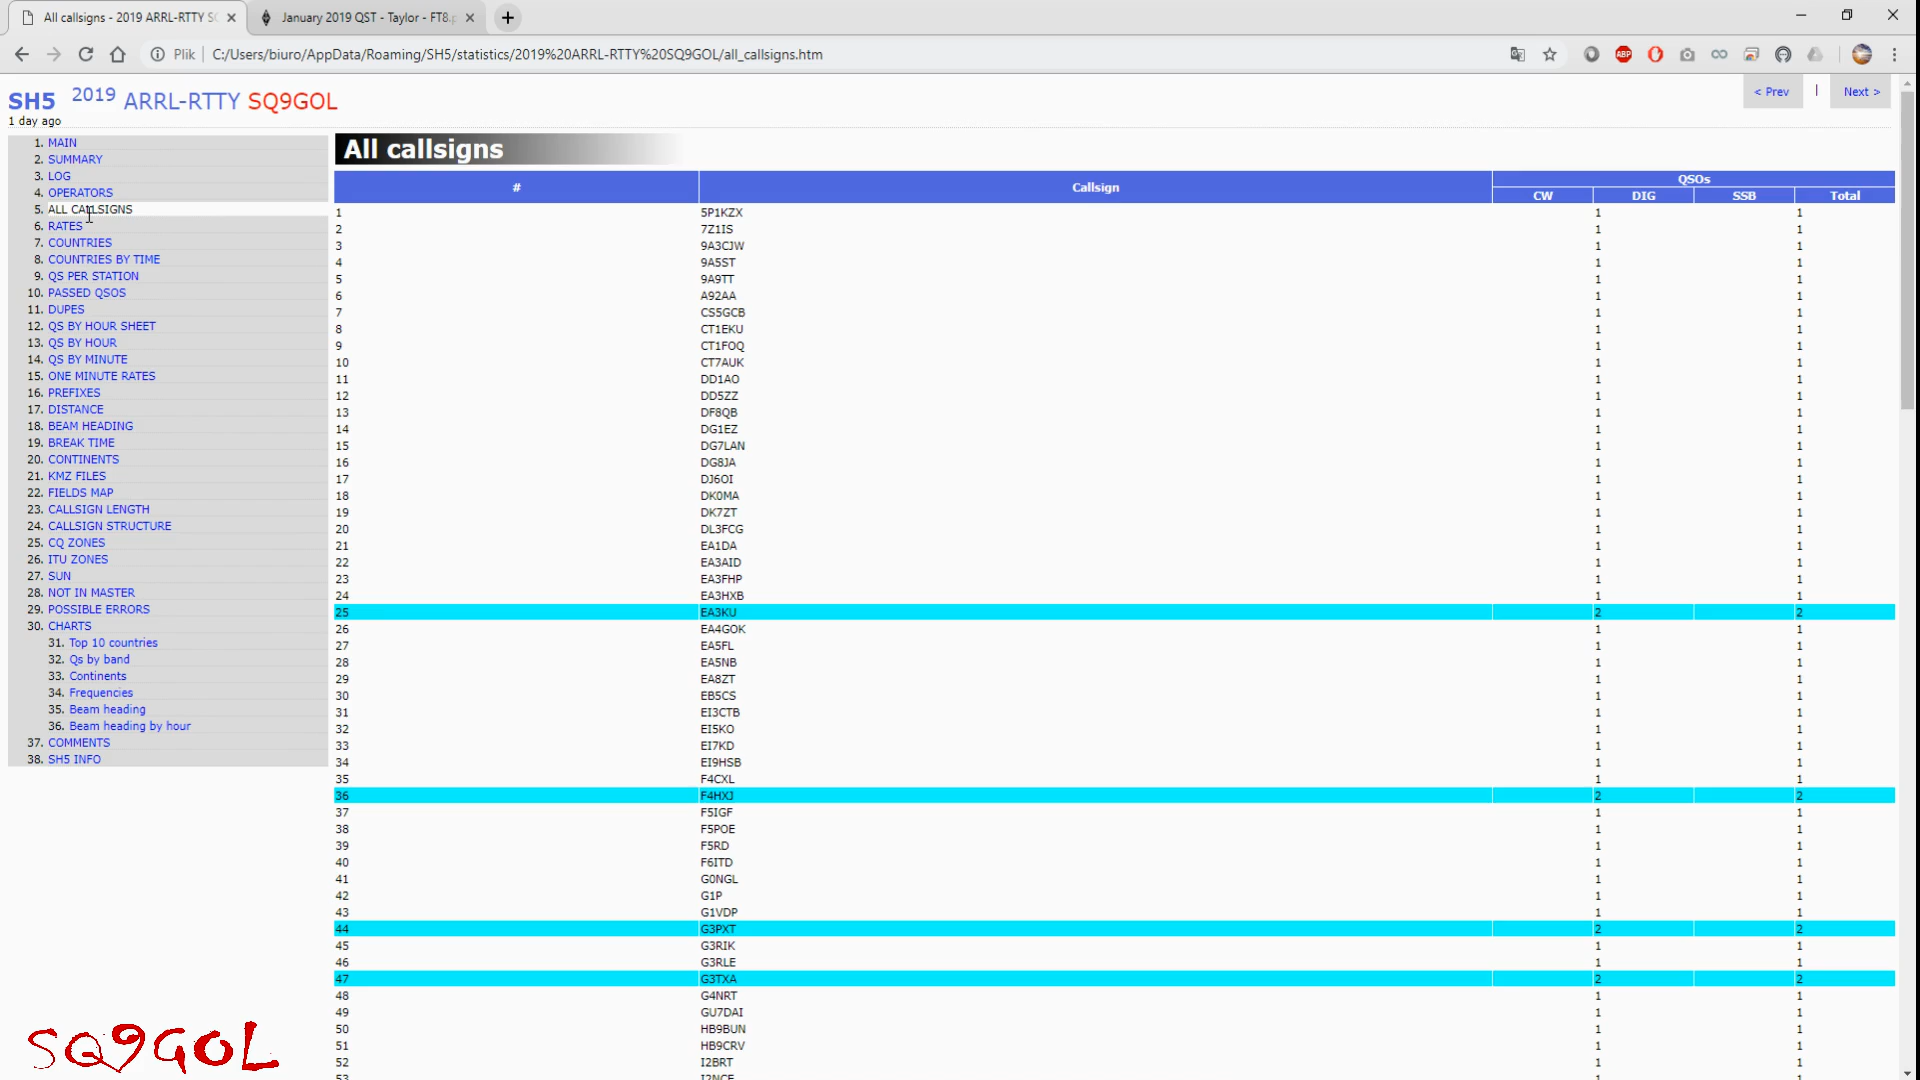 All callsigns - 2019 ARRL-RTTY S
January 2019 QST - Taylor - FT8.p
Plik
C:/Users/biuro/AppData/Roaming/SH5/statistics/2019%20ARRL-RTTY%20SQ9GOL/all_callsigns.htm
ABP
SH5 2019 ARRL-RTTY SQ9GOL
< Prev | Next >
1 day ago
1. MAIN
2. SUMMARY
3. LOG
4. OPERATORS
5. ALL CALLSIGNS
6. RATES
7. COUNTRIES
8. COUNTRIES BY TIME
9. QS PER STATION
10. PASSED QSOS
11. DUPES
12. QS BY HOUR SHEET
13. QS BY HOUR
14. QS BY MINUTE
15. ONE MINUTE RATES
16. PREFIXES
17. DISTANCE
18. BEAM HEADING
19. BREAK TIME
20. CONTINENTS
21. KMZ FILES
22. FIELDS MAP
23. CALLSIGN LENGTH
24. CALLSIGN STRUCTURE
25. CQ ZONES
26. ITU ZONES
27. SUN
28. NOT IN MASTER
29. POSSIBLE ERRORS
30. CHARTS
31. Top 10 countries
32. Qs by band
33. Continents
34. Frequencies
35. Beam heading
36. Beam heading by hour
37. COMMENTS
38. SH5 INFO
All callsigns
# Callsign QSOs
CW DIG SSB Total
1 5P1KZX 1 1
2 7Z1IS 1 1
3 9A3CJW 1 1
4 9A5ST 1 1
5 9A9TT 1 1
6 A92AA 1 1
7 CS5GCB 1 1
8 CT1EKU 1 1
9 CT1FOQ 1 1
10 CT7AUK 1 1
11 DD1AO 1 1
12 DD5ZZ 1 1
13 DF8QB 1 1
14 DG1EZ 1 1
15 DG7LAN 1 1
16 DG8JA 1 1
17 DJ6OI 1 1
18 DK0MA 1 1
19 DK7ZT 1 1
20 DL3FCG 1 1
21 EA1DA 1 1
22 EA3AID 1 1
23 EA3FHP 1 1
24 EA3HXB 1 1
25 EA3KU 2 2
26 EA4GOK 1 1
27 EA5FL 1 1
28 EA5NB 1 1
29 EA8ZT 1 1
30 EB5CS 1 1
31 EI3CTB 1 1
32 EI5KO 1 1
33 EI7KD 1 1
34 EI9HSB 1 1
35 F4CXL 1 1
36 F4HXJ 2 2
37 F5IGF 1 1
38 F5POE 1 1
39 F5RD 1 1
40 F6ITD 1 1
41 G0NGL 1 1
42 G1P 1 1
43 G1VDP 1 1
44 G3PXT 2 2
45 G3RIK 1 1
46 G3RLE 1 1
47 G3TXA 2 2
48 G4NRT 1 1
49 GU7DAI 1 1
50 HB9BUN 1 1
51 HB9CRV 1 1
52 I2BRT 1 1
53 I2NCE 1 1
SQ9GOL